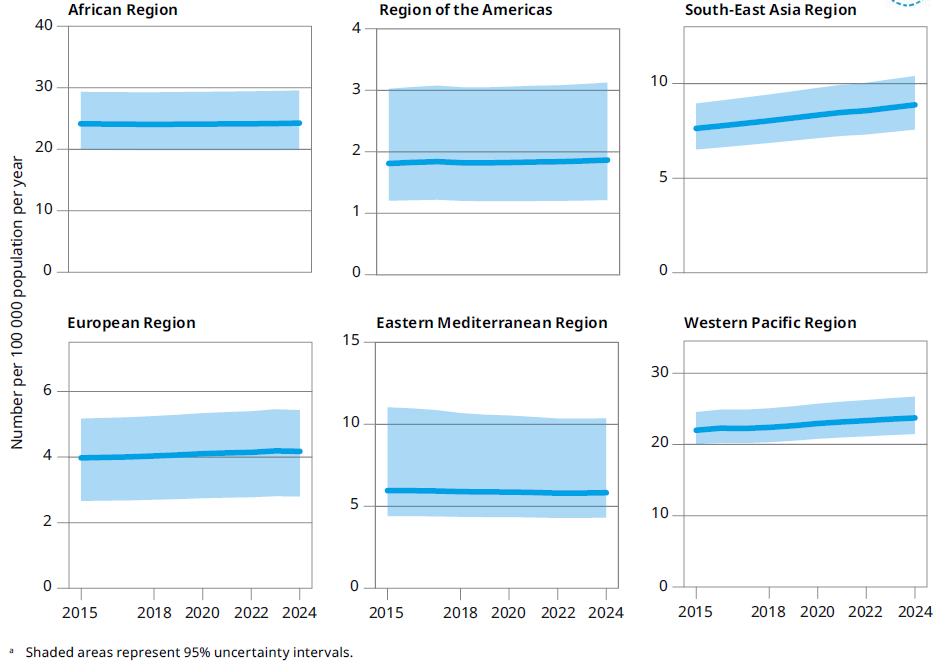 African Region
Region of the Americas
South-East Asia Region
40
30
20
10
0
4
3
2
1
0
10
5
0
Number per 100 000 population per year
European Region
Eastern Mediterranean Region
Western Pacific Region
6
4
2
0
15
10
5
0
30
20
10
0
2015 2018 2020 2022 2024
2015 2018 2020 2022 2024
2015 2018 2020 2022 2024
a Shaded areas represent 95% uncertainty intervals.